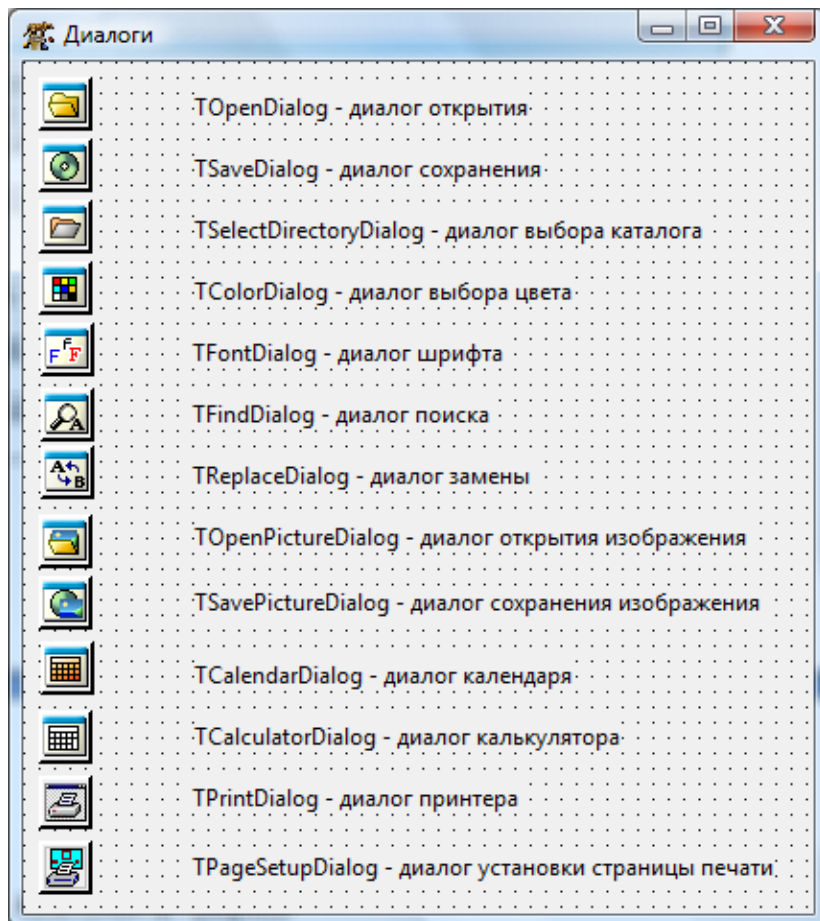 Диалоги
TOpenDialog - диалог открытия
TSaveDialog - диалог сохранения
TSelectDirectoryDialog - диалог выбора каталога
TColorDialog - диалог выбора цвета
TFontDialog - диалог шрифта
TFindDialog - диалог поиска
TReplaceDialog - диалог замены
TOpenPictureDialog - диалог открытия изображения
TSavePictureDialog - диалог сохранения изображения
TCalendarDialog - диалог календаря
TCalculatorDialog - диалог калькулятора
TPrintDialog - диалог принтера
TPageSetupDialog - диалог установки страницы печати